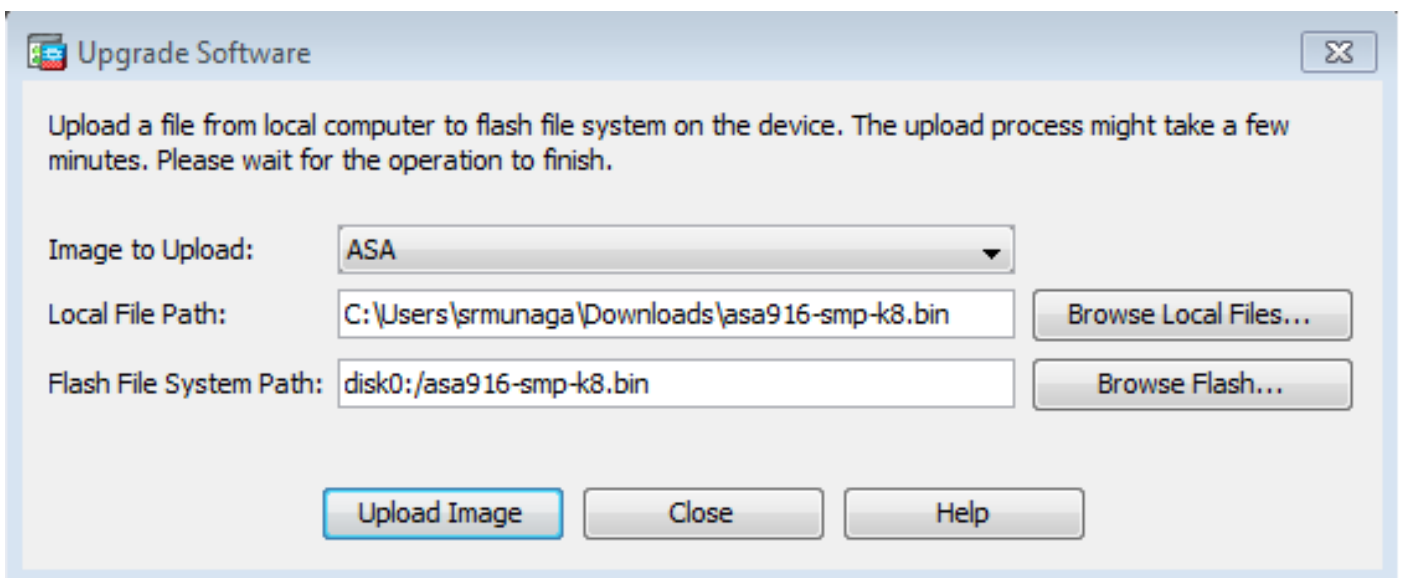 Upgrade Software
Upload a file from local computer to flash file system on the device. The upload process might take a few
minutes. Please wait for the operation to finish.
Image to Upload: ASA
Local File Path: C:\Users\srmunaga\Downloads\asa916-smp-k8.bin Browse Local Files...
Flash File System Path: disk0:/asa916-smp-k8.bin Browse Flash...
Upload Image Close Help